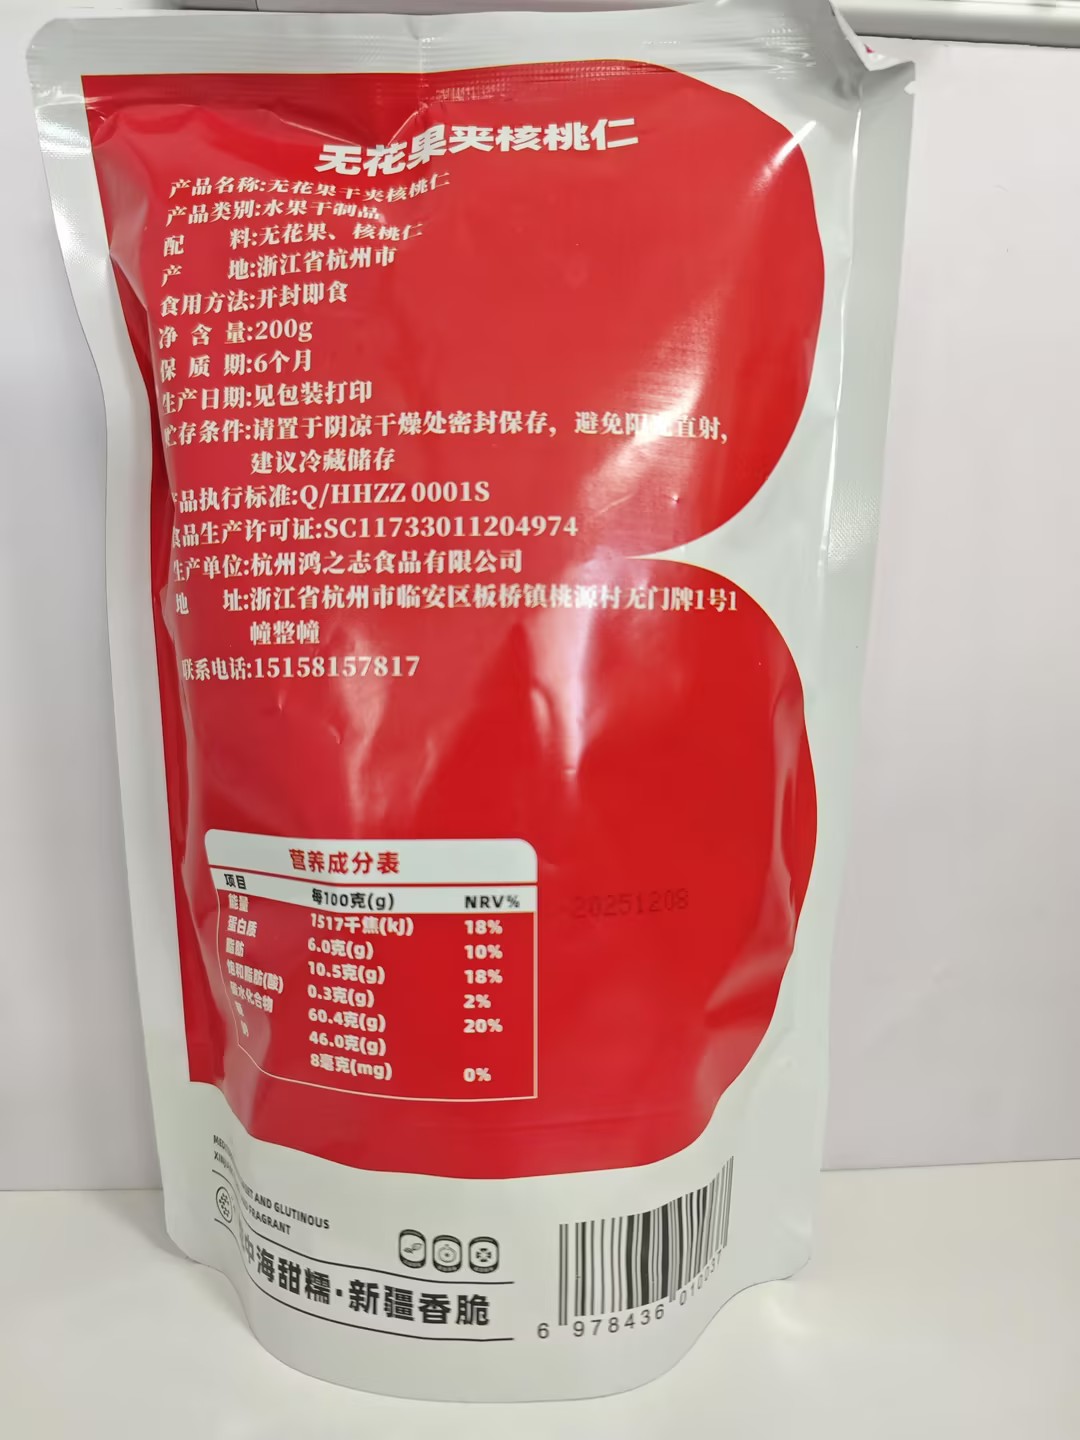 无花果夹核桃仁
产品名称:无花果干夹核桃仁
产品类别:水果干制品
配 料:无花果、核桃仁
产 地:浙江省杭州市
食用方法:开封即食
净 含 量:200g
保 质 期:6个月
生产日期:见包装打印
贮存条件:请置于阴凉干燥处密封保存，避免阳光直射，
建议冷藏储存
产品执行标准:Q/HHZZ 0001S
食品生产许可证:SC11733011204974
生产单位:杭州鸿之志食品有限公司
地 址:浙江省杭州市临安区板桥镇桃源村无门牌1号1
幢整幢
联系电话:15158157817
营养成分表
项目 每100克(g) NRV%
能量 1517千焦(kJ) 18%
蛋白质 6.0克(g) 10%
脂肪 10.5克(g) 18%
饱和脂肪(酸) 0.3克(g) 2%
碳水化合物 60.4克(g) 20%
糖 46.0克(g)
钠 8毫克(mg) 0%
20251208
AND GLUTINOUS
FRAGRANT
中海甜糯·新疆香脆
6 978436 010037